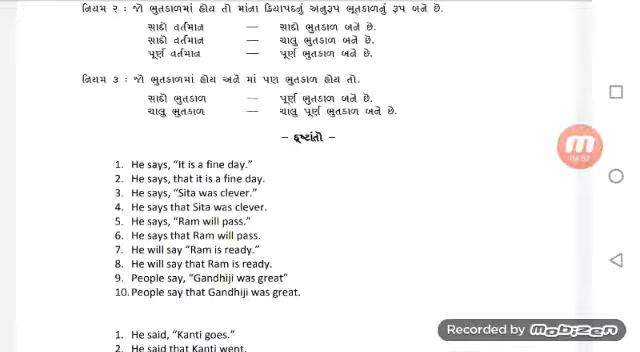 નિયમ ૨ : જો ભુતકાળમાં હોય તો માંના ક્રિયાપદનું અનુરૂપ ભૂતકાળનું રૂપ બને છે.
સાદો વર્તમાન — સાદો ભુતકાળ બને છે.
સાદો વર્તમાન — ચાલુ ભુતકાળ બને છે.
પૂર્ણ વર્તમાન — પૂર્ણ ભુતકાળ બને છે.
નિયમ ૩ : જો ભુતકાળમાં હોય અને માં પણ ભુતકાળ હોય તો.
સાદો ભુતકાળ — પૂર્ણ ભુતકાળ બને છે.
ચાલુ ભુતકાળ — ચાલુ પૂર્ણ ભુતકાળ બને છે.
– દ્રષ્ટાંતો –
1. He says, “It is a fine day.”
2. He says, that it is a fine day.
3. He says, “Sita was clever.”
4. He says that Sita was clever.
5. He says, “Ram will pass.”
6. He says that Ram will pass.
7. He will say “Ram is ready.”
8. He will say that Ram is ready.
9. People say, “Gandhiji was great”
10. People say that Gandhiji was great.
1. He said, “Kanti goes.”
2. He said that Kanti went.
04:57
Recorded by Mobizen